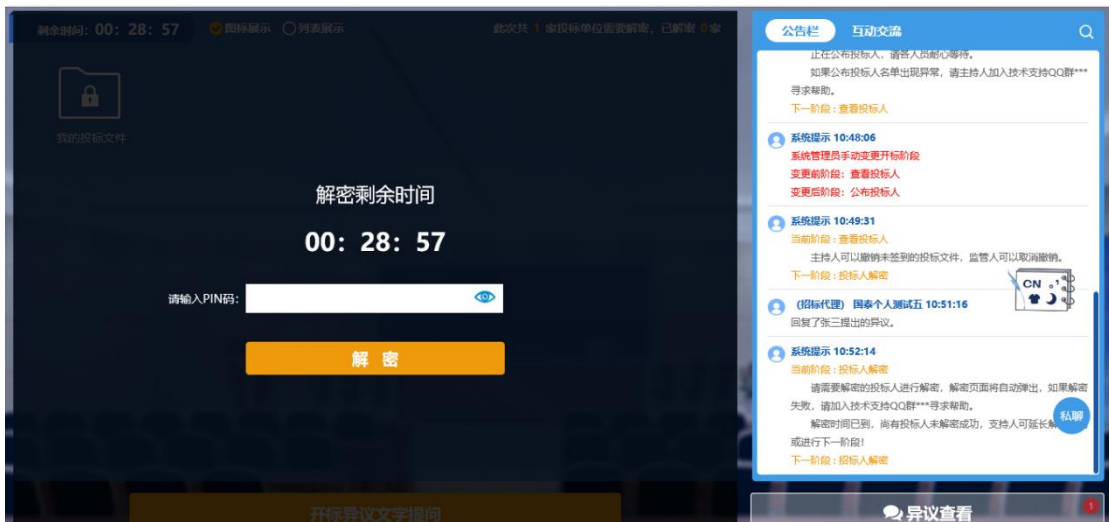 剩余时间: 00: 28: 57
图标展示
列表展示
此次共 1 家投标单位需要解密，已解密 0家
我的投标文件
解密剩余时间
00: 28: 57
请输入PIN码:
解 密
开标异议文字提问
公告栏
互动交流
正在公布投标人，请各人员耐心等待。
如果公布投标人名单出现异常，请主持人加入技术支持QQ群***
寻求帮助。
下一阶段 : 查看投标人
系统提示 10:48:06
系统管理员手动变更开标阶段
变更前阶段：查看投标人
变更后阶段：公布投标人
系统提示 10:49:31
当前阶段 : 查看投标人
主持人可以撤销未签到的投标文件，监管人可以取消撤销。
下一阶段 : 投标人解密
CN
(招标代理) 国泰个人测试五 10:51:16
回复了张三提出的异议。
系统提示 10:52:14
当前阶段 : 投标人解密
请需要解密的投标人进行解密，解密页面将自动弹出，如果解密
失败，请加入技术支持QQ群***寻求帮助。
解密时间已到，尚有投标人未解密成功，支持人可延长
私聊
或进行下一阶段!
下一阶段 : 招标人解密
异议查看
1